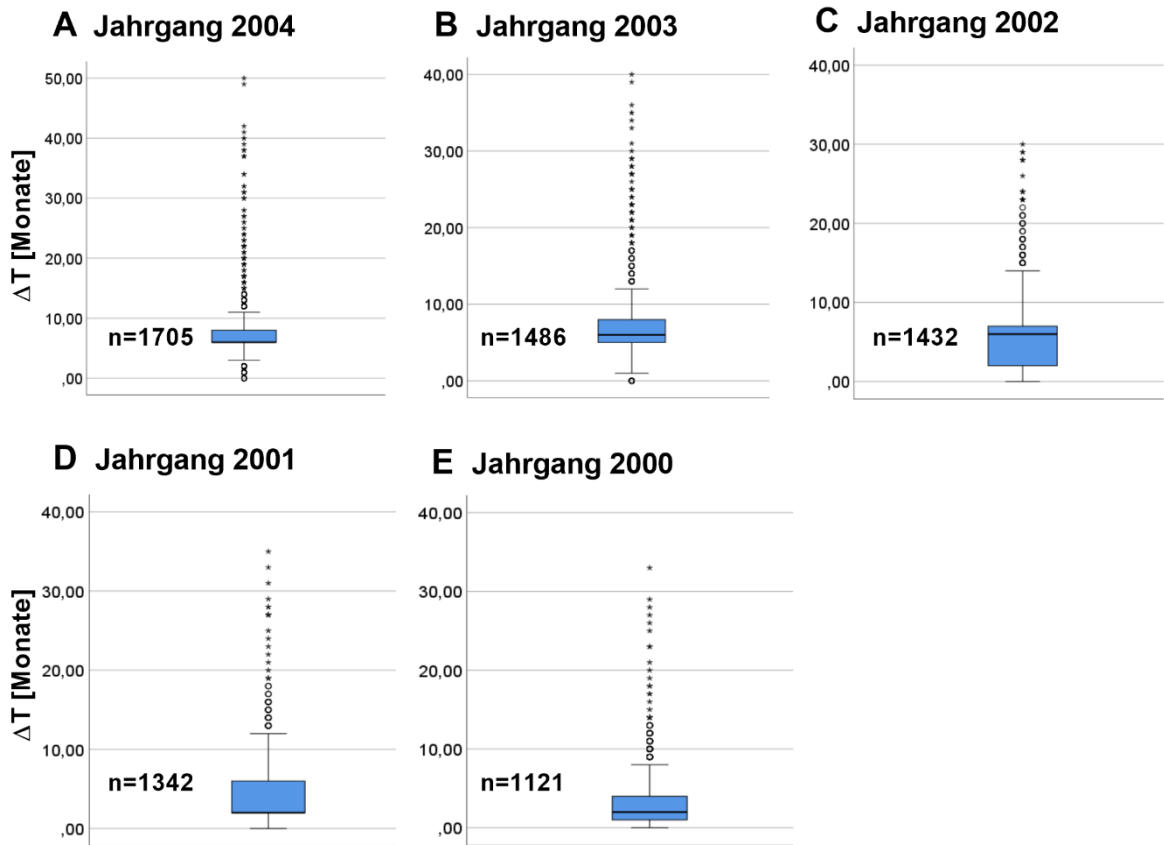 A Jahrgang 2004
50,00
40,00
30,00
20,00
10,00
,00
ΔT [Monate]
n=1705
B Jahrgang 2003
40,00
30,00
20,00
10,00
,00
n=1486
C Jahrgang 2002
40,00
30,00
20,00
10,00
,00
n=1432
D Jahrgang 2001
40,00
30,00
20,00
10,00
,00
ΔT [Monate]
n=1342
E Jahrgang 2000
40,00
30,00
20,00
10,00
,00
n=1121